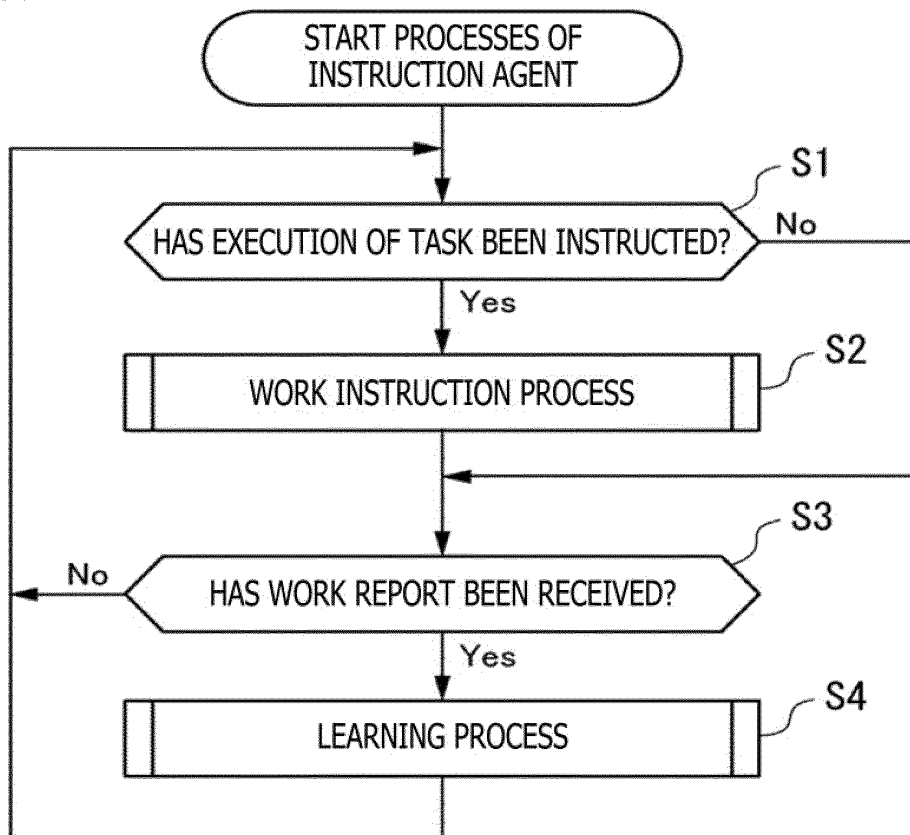 START PROCESSES OF
INSTRUCTION AGENT
S1
HAS EXECUTION OF TASK BEEN INSTRUCTED?
No
Yes
S2
WORK INSTRUCTION PROCESS
S3
No
HAS WORK REPORT BEEN RECEIVED?
Yes
S4
LEARNING PROCESS